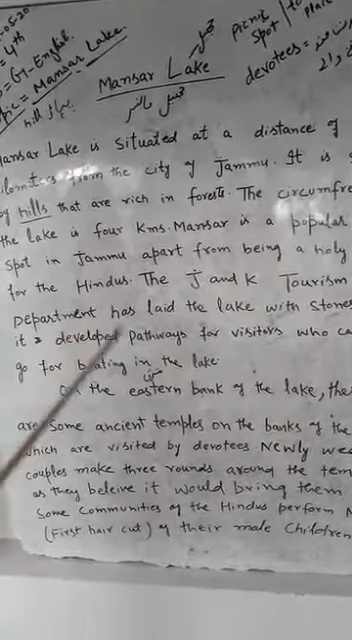 -05-20
= 4th
= G-English
ic = Mansar Lake
Mansar Lake
جھیل
Picnic
spot
devotees =
hill پہاڑ
جھیل مانسر
Mansar Lake is situated at a distance of
ilometers from the city of Jammu. It is
by hills that are rich in forests. The circumfre
the lake is four Kms. Mansar is a popular
spot in Jammu apart from being a holy
for the Hindus. The J and K Tourism
Department has laid the lake with stones
it & developed pathways for visitors who ca
go for boating in the lake.
On the eastern bank of the lake, the
are some ancient temples on the banks of the
which are visited by devotees Newly we
couples make three rounds around the tem
as they beleive it would bring them
Some communities of the Hindus perform
(First hair cut) of their male Children